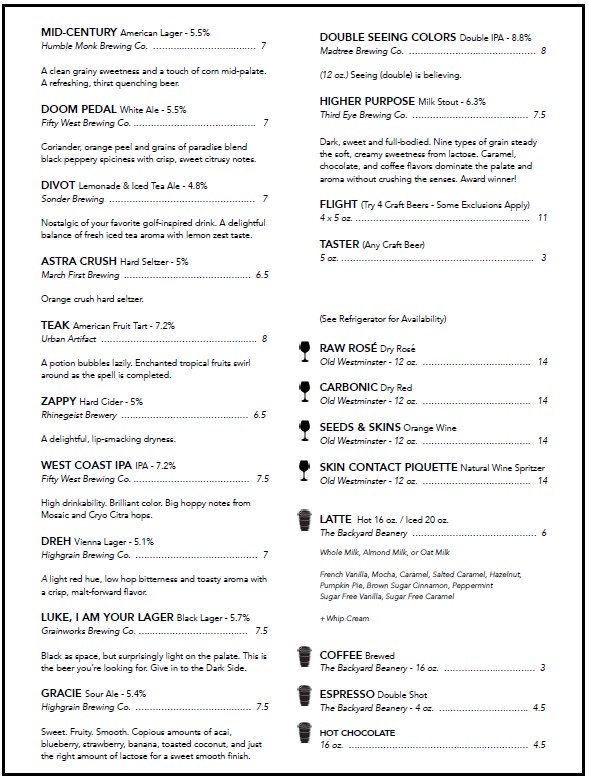 MID-CENTURY American Lager - 5.5%
Humble Monk Brewing Co. .................................... 7
A clean grainy sweetness and a touch of corn mid-palate.
A refreshing, thirst quenching beer.
DOOM PEDAL White Ale - 5.5%
Fifty West Brewing Co. .......................................... 7
Coriander, orange peel and grains of paradise blend
black peppery spiciness with crisp, sweet citrusy notes.
DIVOT Lemonade & Iced Tea Ale - 4.8%
Sonder Brewing ................................................... 7
Nostalgic of your favorite golf-inspired drink. A delightful
balance of fresh iced tea aroma with lemon zest taste.
ASTRA CRUSH Hard Seltzer - 5%
March First Brewing ............................................ 6.5
Orange crush hard seltzer.
TEAK American Fruit Tart - 7.2%
Urban Artifact ...................................................... 8
A potion bubbles lazily. Enchanted tropical fruits swirl
around as the spell is completed.
ZAPPY Hard Cider - 5%
Rhinegeist Brewery ............................................ 6.5
A delightful, lip-smacking dryness.
WEST COAST IPA IPA - 7.2%
Fifty West Brewing Co. ....................................... 7.5
High drinkability. Brilliant color. Big hoppy notes from
Mosaic and Cryo Citra hops.
DREH Vienna Lager - 5.1%
Highgrain Brewing Co. ......................................... 7
A light red hue, low hop bitterness and toasty aroma with
a crisp, malt-forward flavor.
LUKE, I AM YOUR LAGER Black Lager - 5.7%
Grainworks Brewing Co. ...................................... 7.5
Black as space, but surprisingly light on the palate. This is
the beer you're looking for. Give in to the Dark Side.
GRACIE Sour Ale - 5.4%
Highgrain Brewing Co. ........................................ 7.5
Sweet. Fruity. Smooth. Copious amounts of acai,
blueberry, strawberry, banana, toasted coconut, and just
the right amount of lactose for a sweet smooth finish.
DOUBLE SEEING COLORS Double IPA - 8.8%
Madtree Brewing Co. ........................................... 8
(12 oz.) Seeing (double) is believing.
HIGHER PURPOSE Milk Stout - 6.3%
Third Eye Brewing Co. ........................................ 7.5
Dark, sweet and full-bodied. Nine types of grain steady
the soft, creamy sweetness from lactose. Caramel,
chocolate, and coffee flavors dominate the palate and
aroma without crushing the senses. Award winner!
FLIGHT (Try 4 Craft Beers - Some Exclusions Apply)
4 x 5 oz. ............................................................. 11
TASTER (Any Craft Beer)
5 oz. ................................................................... 3
(See Refrigerator for Availability)
RAW ROSÉ Dry Rosé
Old Westminster - 12 oz. ..................................... 14
CARBONIC Dry Red
Old Westminster - 12 oz. ..................................... 14
SEEDS & SKINS Orange Wine
Old Westminster - 12 oz. ..................................... 14
SKIN CONTACT PIQUETTE Natural Wine Spritzer
Old Westminster - 12 oz. ..................................... 14
LATTE Hot 16 oz. / Iced 20 oz.
The Backyard Beanery .......................................... 6
Whole Milk, Almond Milk, or Oat Milk
French Vanilla, Mocha, Caramel, Salted Caramel, Hazelnut,
Pumpkin Pie, Brown Sugar Cinnamon, Peppermint
Sugar Free Vanilla, Sugar Free Caramel
+ Whip Cream
COFFEE Brewed
The Backyard Beanery - 16 oz. ............................... 3
ESPRESSO Double Shot
The Backyard Beanery - 4 oz. ................................ 4.5
HOT CHOCOLATE
16 oz. ............................................................... 4.5